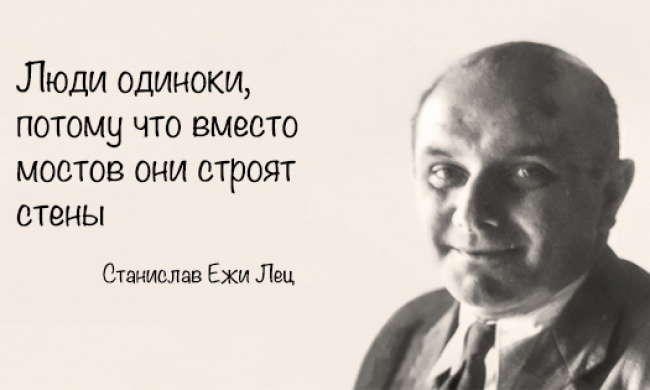 Люди одиноки,
потому что вместо
мостов они строят
стены
Станислав Ежи Лец